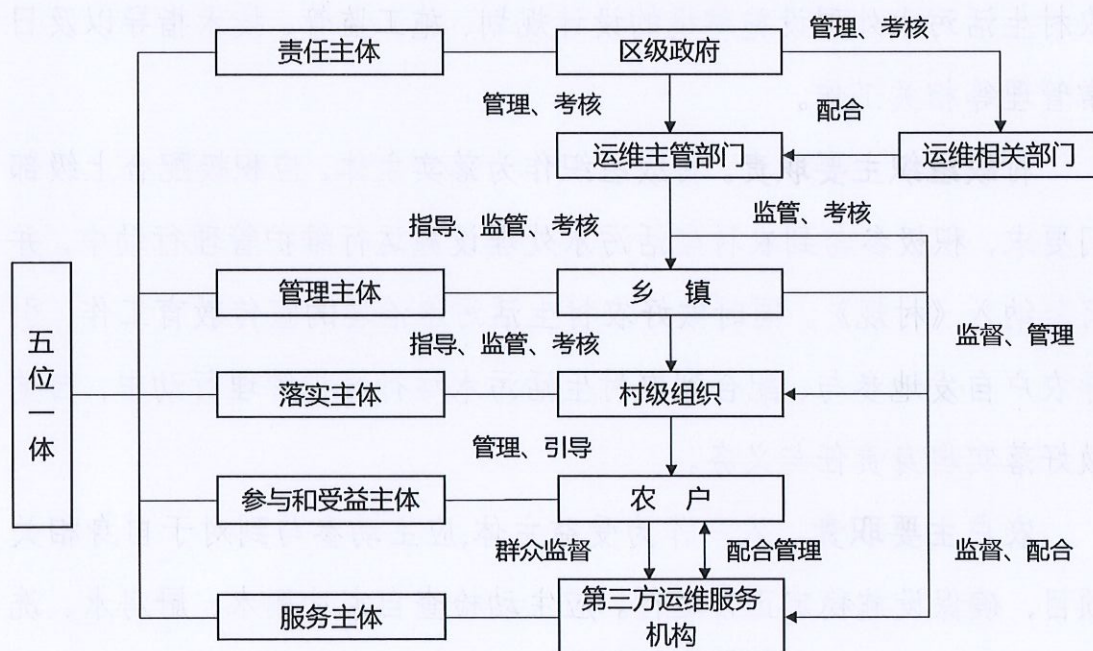 管理、考核
责任主体
区级政府
管理、考核
配合
运维主管部门
运维相关部门
指导、监管、考核
监管、考核
五位一体
管理主体
乡 镇
指导、监管、考核
监督、管理
落实主体
村级组织
管理、引导
参与和受益主体
农 户
群众监督
配合管理
监督、配合
服务主体
第三方运维服务
机构